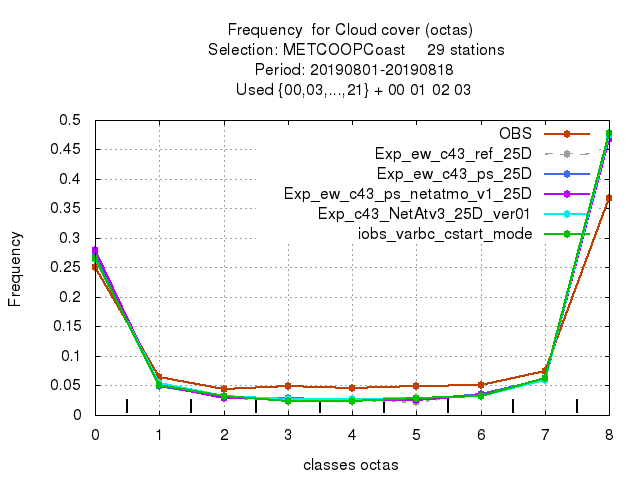 Frequency  for Cloud cover (octas)
Selection: METCOOPCoast     29 stations
Period: 20190801-20190818
Used {00,03,...,21} + 00 01 02 03
OBS
Exp_ew_c43_ref_25D
Exp_ew_c43_ps_25D
Exp_ew_c43_ps_netatmo_v1_25D
Exp_c43_NetAtv3_25D_ver01
iobs_varbc_cstart_mode
0.5
0.45
0.4
0.35
0.3
0.25
0.2
0.15
0.1
0.05
0
Frequency
0 1 2 3 4 5 6 7 8
classes octas